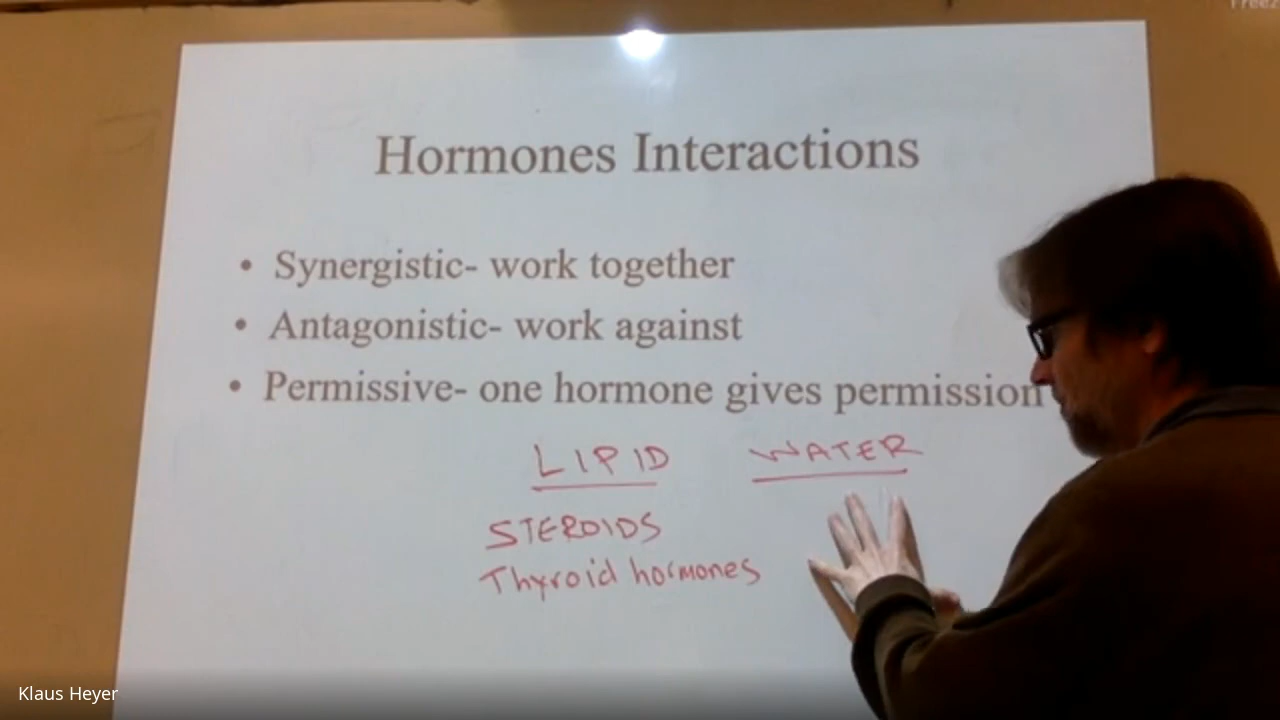 Hormones Interactions
• Synergistic- work together
• Antagonistic- work against
• Permissive- one hormone gives permission
LIPID WATER
STEROIDS
Thyroid hormones
Klaus Heyer